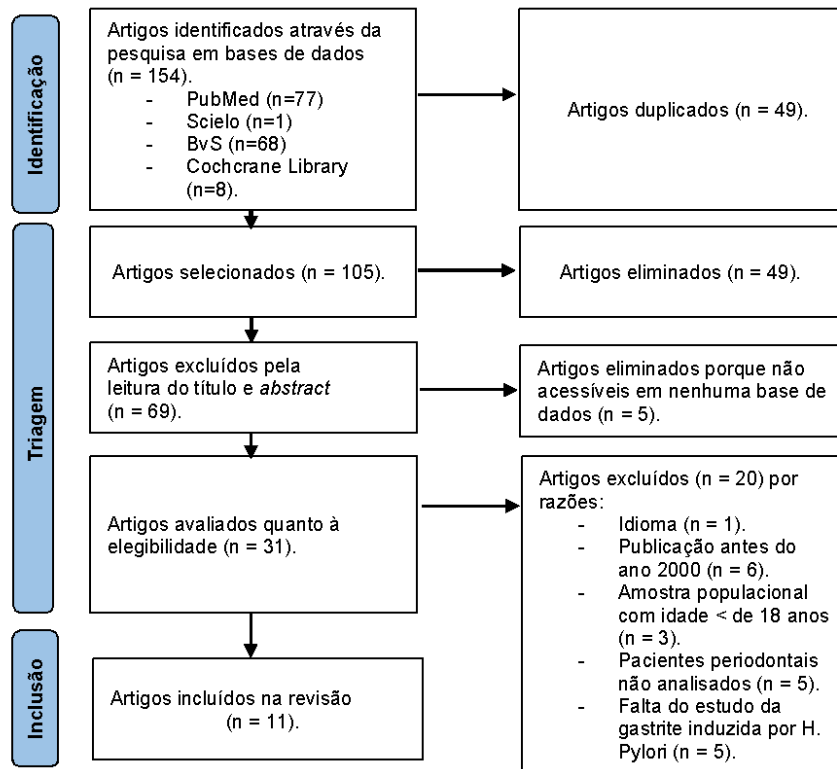 Identificação
Artigos identificados através da
pesquisa em bases de dados
(n = 154).
- PubMed (n=77)
- Scielo (n=1)
- BvS (n=68)
- Cochcrane Library
(n=8).
Artigos duplicados (n = 49).
Triagem
Artigos selecionados (n = 105).
Artigos eliminados (n = 49).
Artigos excluídos pela
leitura do título e abstract
(n = 69).
Artigos eliminados porque não
acessíveis em nenhuma base de
dados (n = 5).
Artigos avaliados quanto à
elegibilidade (n = 31).
Artigos excluídos (n = 20) por
razões:
- Idioma (n = 1).
- Publicação antes do
ano 2000 (n = 6).
- Amostra populacional
com idade < de 18 anos
(n = 3).
- Pacientes periodontais
não analisados (n = 5).
- Falta do estudo da
gastrite induzida por H.
Pylori (n = 5).
Inclusão
Artigos incluídos na revisão
(n = 11).